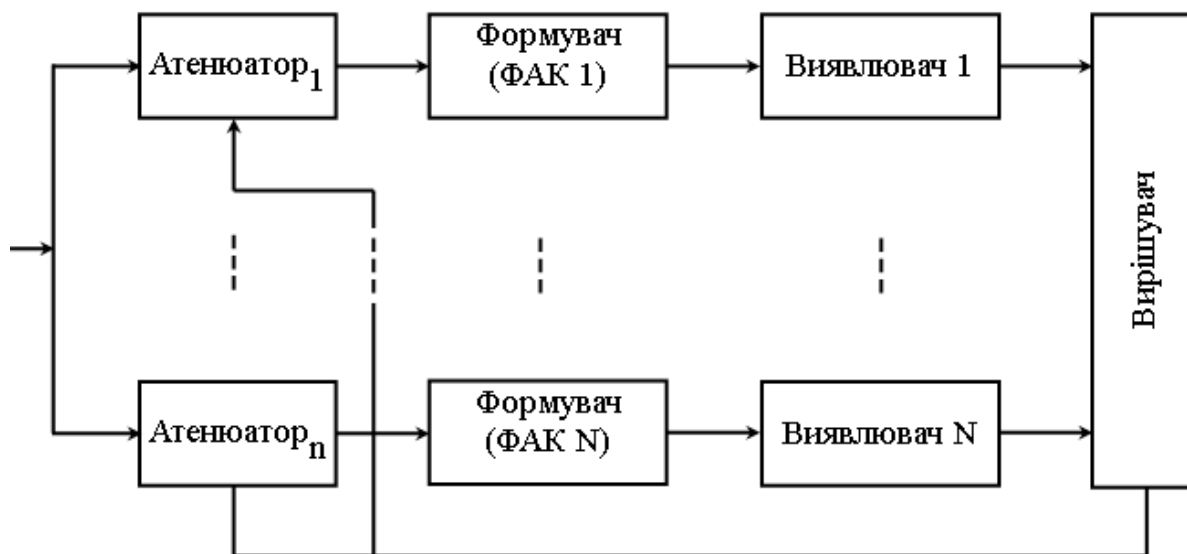 Атенюатор1
Формувач
(ФАК 1)
Виявлювач 1
Вирішувач
Атенюаторn
Формувач
(ФАК N)
Виявлювач N